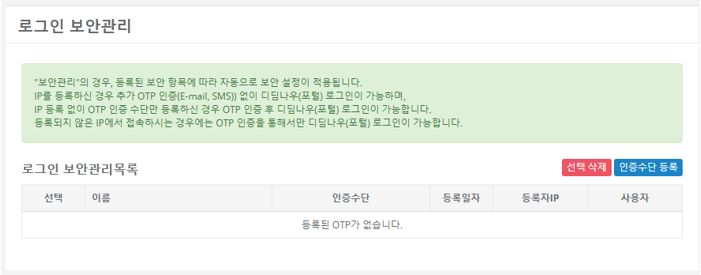 로그인 보안관리
"보안관리"의 경우, 등록된 보안 항목에 따라 자동으로 보안 설정이 적용됩니다.
IP를 등록하신 경우 추가 OTP 인증(E-mail, SMS)) 없이 디딤나우(포털) 로그인이 가능하며,
IP 등록 없이 OTP 인증 수단만 등록하신 경우 OTP 인증 후 디딤나우(포털) 로그인이 가능합니다.
등록되지 않은 IP에서 접속하시는 경우에는 OTP 인증을 통해서만 디딤나우(포털) 로그인이 가능합니다.
로그인 보안관리목록 선택 삭제 인증수단 등록
선택 이름 인증수단 등록일자 등록자IP 사용자
등록된 OTP가 없습니다.